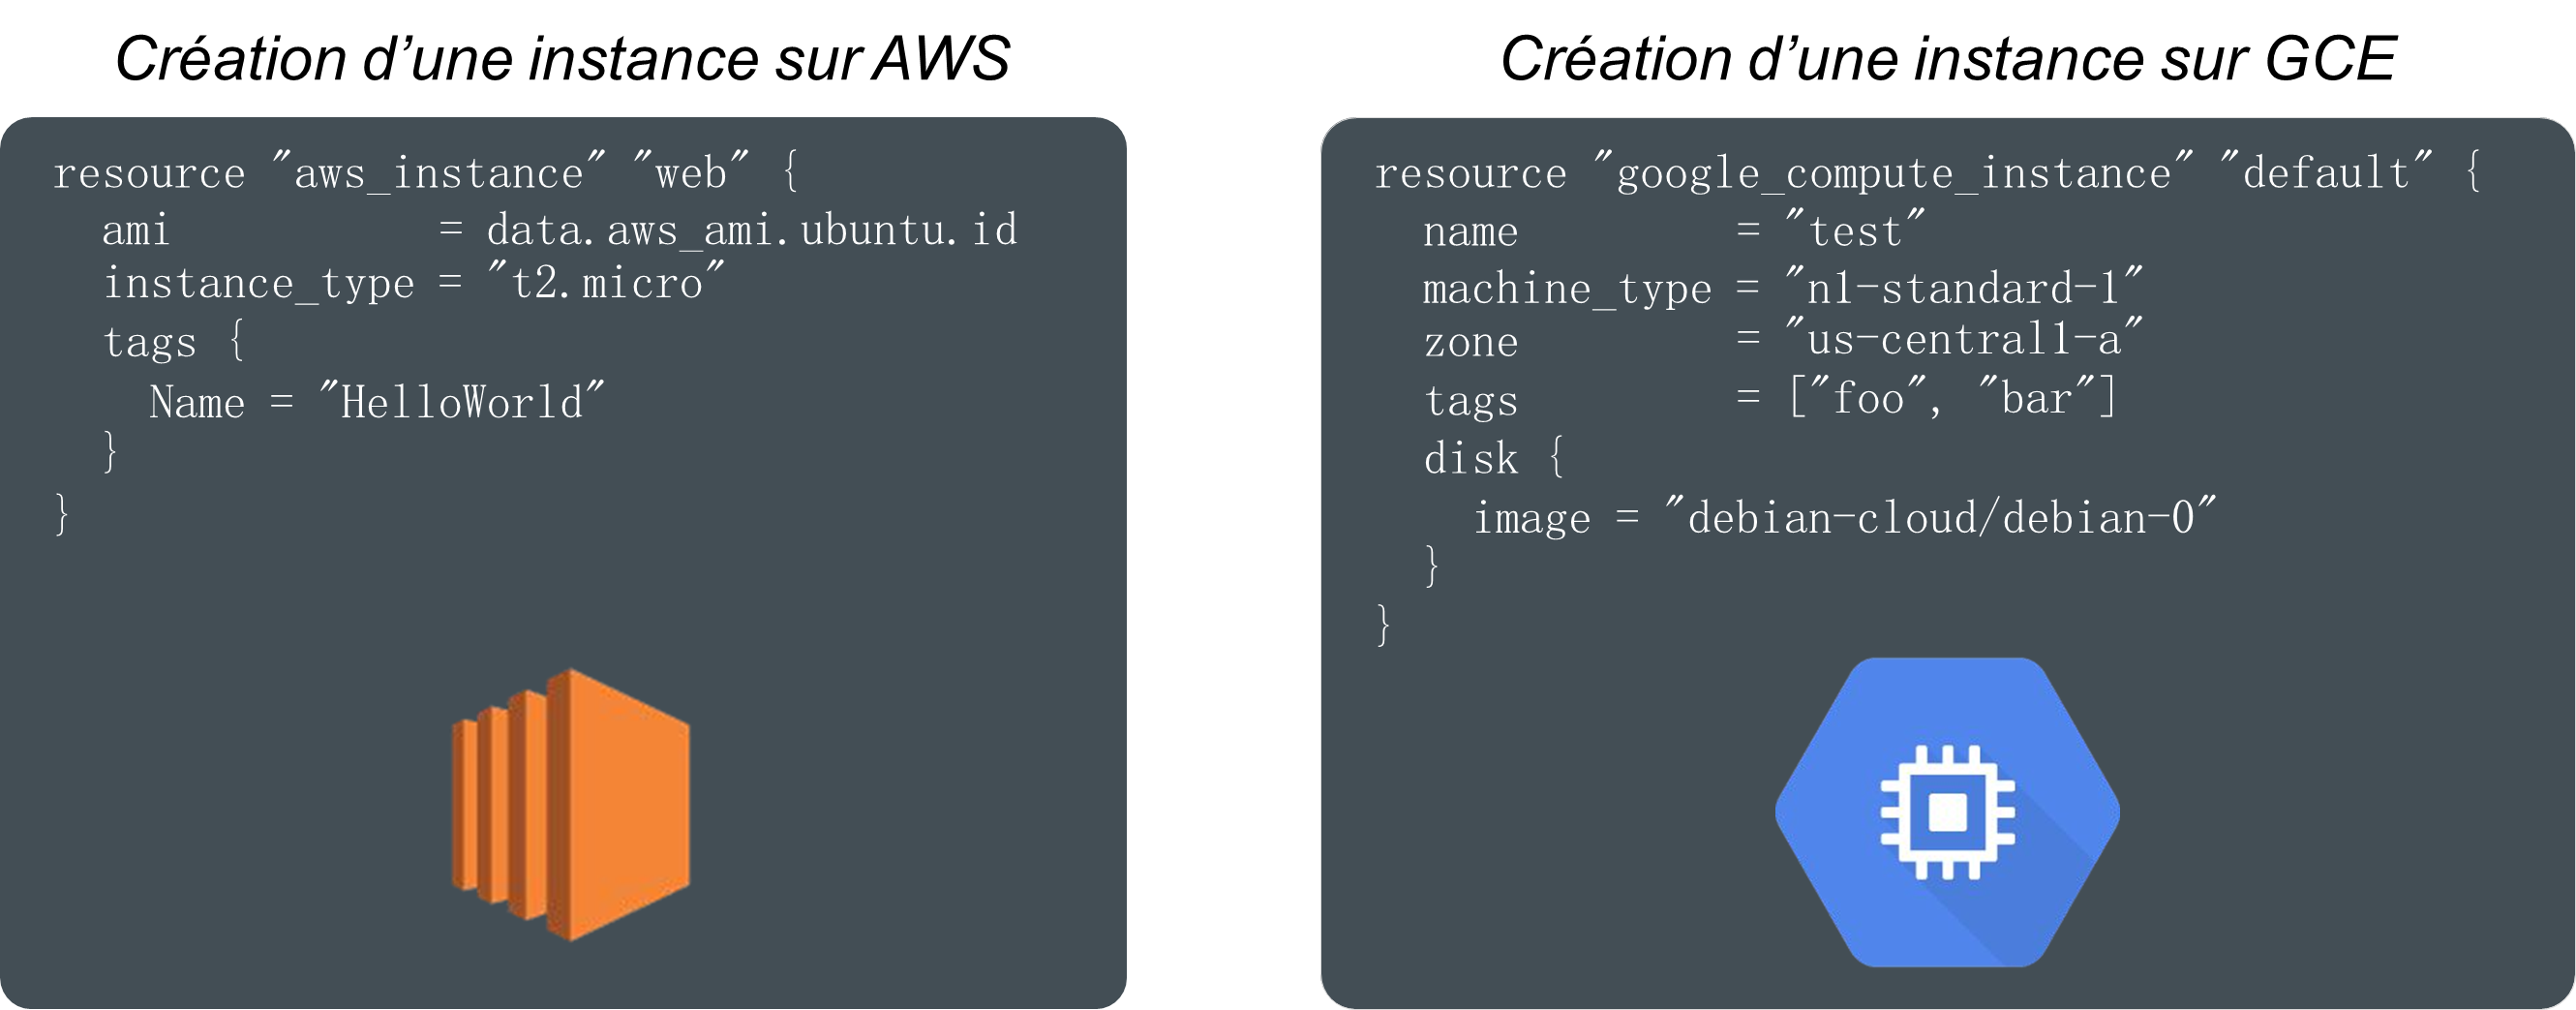 Création d’une instance sur AWS
resource "aws_instance" "web" {
  ami           = data.aws_ami.ubuntu.id
  instance_type = "t2.micro"
  tags {
    Name = "HelloWorld"
  }
}
Création d’une instance sur GCE
resource "google_compute_instance" "default" {
  name         = "test"
  machine_type = "n1-standard-1"
  zone         = "us-central1-a"
  tags         = ["foo", "bar"]
  disk {
    image = "debian-cloud/debian-0"
  }
}